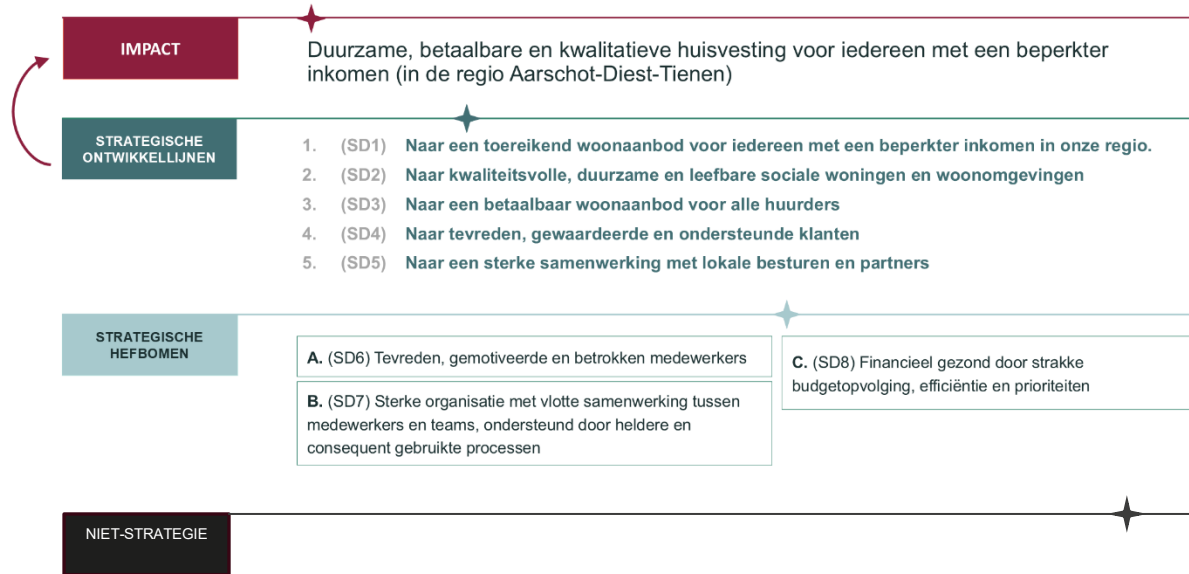 IMPACT
Duurzame, betaalbare en kwalitatieve huisvesting voor iedereen met een beperkter
inkomen (in de regio Aarschot-Diest-Tienen)
STRATEGISCHE
ONTWIKKELLIJNEN
1. (SD1) Naar een toereikend woonaanbod voor iedereen met een beperkter inkomen in onze regio.
2. (SD2) Naar kwaliteitsvolle, duurzame en leefbare sociale woningen en woonomgevingen
3. (SD3) Naar een betaalbaar woonaanbod voor alle huurders
4. (SD4) Naar tevreden, gewaardeerde en ondersteunde klanten
5. (SD5) Naar een sterke samenwerking met lokale besturen en partners
STRATEGISCHE
HEFBOMEN
A. (SD6) Tevreden, gemotiveerde en betrokken medewerkers
B. (SD7) Sterke organisatie met vlotte samenwerking tussen
medewerkers en teams, ondersteund door heldere en
consequent gebruikte processen
C. (SD8) Financieel gezond door strakke
budgetopvolging, efficiëntie en prioriteiten
NIET-STRATEGIE